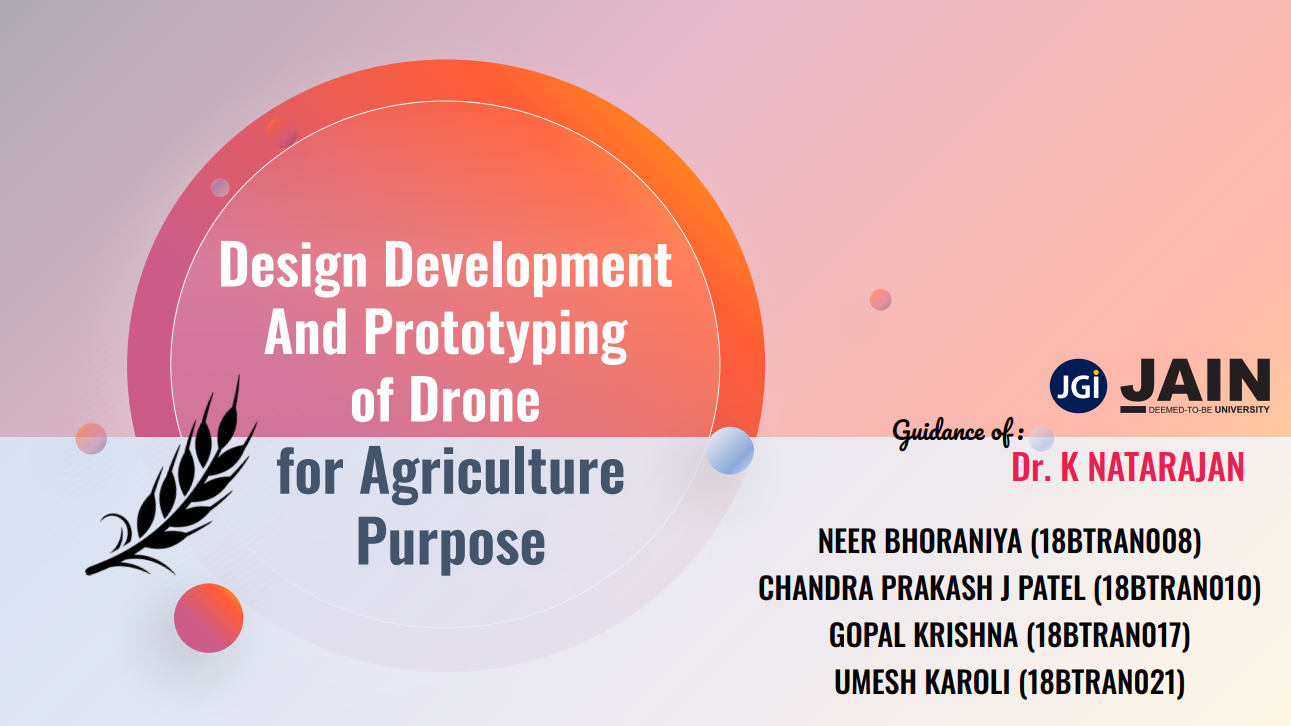 Design Development
And Prototyping
of Drone
for Agriculture
Purpose
JGi JAIN
DEEMED-TO-BE UNIVERSITY
Guidance of :
Dr. K NATARAJAN
NEER BHORANIYA (18BTRAN008)
CHANDRA PRAKASH J PATEL (18BTRAN010)
GOPAL KRISHNA (18BTRAN017)
UMESH KAROLI (18BTRAN021)